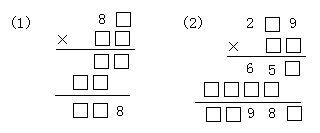 (1) 8 □ (2) 2 □ 9
× □ □ × □ □
□ □ 6 5 □
□ □ □ □ □ □
□ □ 8 □ □ 9 8 □